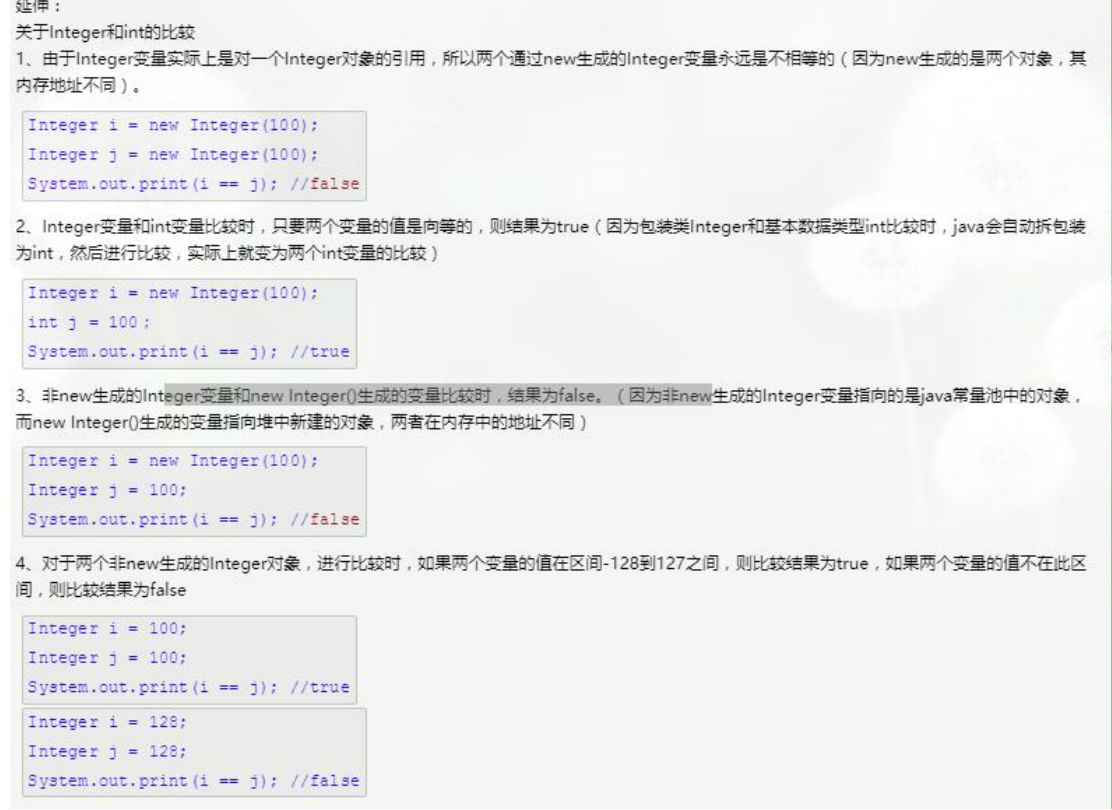 延伸：
关于Integer和int的比较
1、由于Integer变量实际上是对一个Integer对象的引用，所以两个通过new生成的Integer变量永远是不相等的（因为new生成的是两个对象，其
内存地址不同）。
Integer i = new Integer(100);
Integer j = new Integer(100);
System.out.print(i == j); //false
2、Integer变量和int变量比较时，只要两个变量的值是向等的，则结果为true（因为包装类Integer和基本数据类型int比较时，java会自动拆包装
为int，然后进行比较，实际上就变为两个int变量的比较）
Integer i = new Integer(100);
int j = 100；
System.out.print(i == j); //true
3、非new生成的Integer变量和new Integer()生成的变量比较时，结果为false。（因为非new生成的Integer变量指向的是java常量池中的对象，
而new Integer()生成的变量指向堆中新建的对象，两者在内存中的地址不同）
Integer i = new Integer(100);
Integer j = 100;
System.out.print(i == j); //false
4、对于两个非new生成的Integer对象，进行比较时，如果两个变量的值在区间-128到127之间，则比较结果为true，如果两个变量的值不在此区
间，则比较结果为false
Integer i = 100;
Integer j = 100;
System.out.print(i == j); //true
Integer i = 128;
Integer j = 128;
System.out.print(i == j); //false